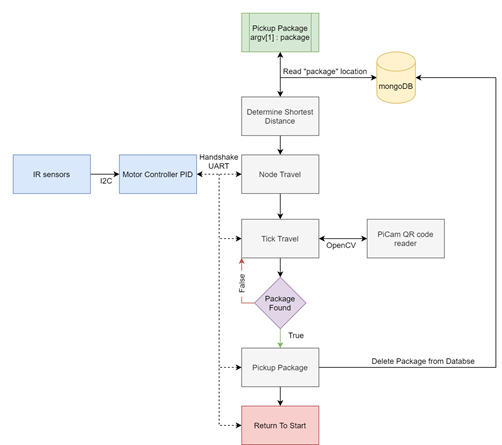 Pickup Package
argv[1] : package
Read "package" location
mongoDB
Determine Shortest
Distance
Handshake
UART
IR sensors
I2C
Motor Controller PID
Node Travel
Tick Travel
OpenCV
PiCam QR code
reader
False
Package
Found
True
Pickup Package
Delete Package from Databse
Return To Start